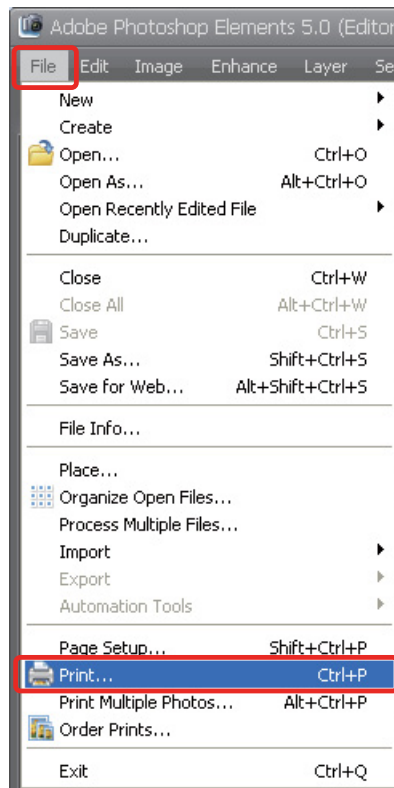 Adobe Photoshop Elements 5.0 (Editor
File Edit Image Enhance Layer Se
New
Create
Open... Ctrl+O
Open As... Alt+Ctrl+O
Open Recently Edited File
Duplicate...
Close Ctrl+W
Close All Alt+Ctrl+W
Save Ctrl+S
Save As... Shift+Ctrl+S
Save for Web... Alt+Shift+Ctrl+S
File Info...
Place...
Organize Open Files...
Process Multiple Files...
Import
Export
Automation Tools
Page Setup... Shift+Ctrl+P
Print... Ctrl+P
Print Multiple Photos... Alt+Ctrl+P
Order Prints...
Exit Ctrl+Q